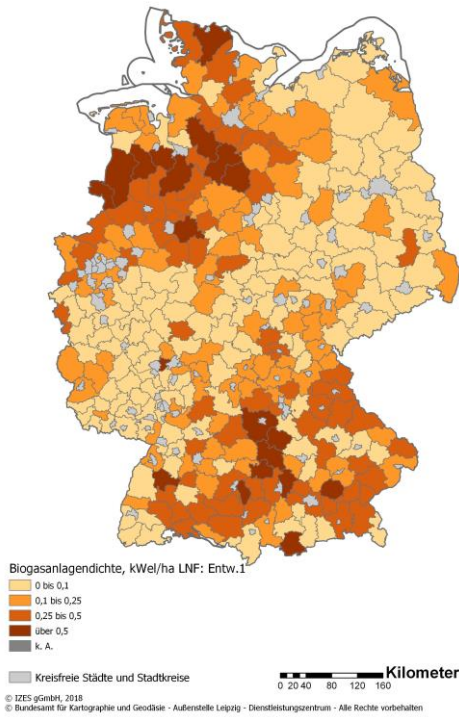 Biogasanlagendichte, kWel/ha LNF: Entw.1
0 bis 0,1
0,1 bis 0,25
0,25 bis 0,5
über 0,5
k. A.
Kreisfreie Städte und Stadtkreise
0 20 40 80 120 160 Kilometer
© IZES gGmbH, 2018
© Bundesamt für Kartographie und Geodäsie - Außenstelle Leipzig - Dienstleistungszentrum - Alle Rechte vorbehalten